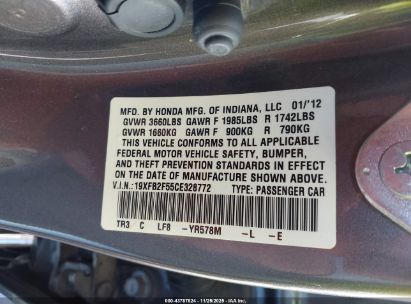 MFD. BY HONDA MFG. OF INDIANA, LLC 01/'12
GVWR 3660LBS GAWR F 1985LBS R 1742LBS
GVWR 1660KG GAWR F 900KG R 790KG
THIS VEHICLE CONFORMS TO ALL APPLICABLE
FEDERAL MOTOR VEHICLE SAFETY, BUMPER,
AND THEFT PREVENTION STANDARDS IN EFFECT
ON THE DATE OF MANUFACTURE SHOWN ABOVE.
V.I.N.: 19XFB2F55CE328772 TYPE: PASSENGER CAR
TR3 C LF8 -YR578M -L -E